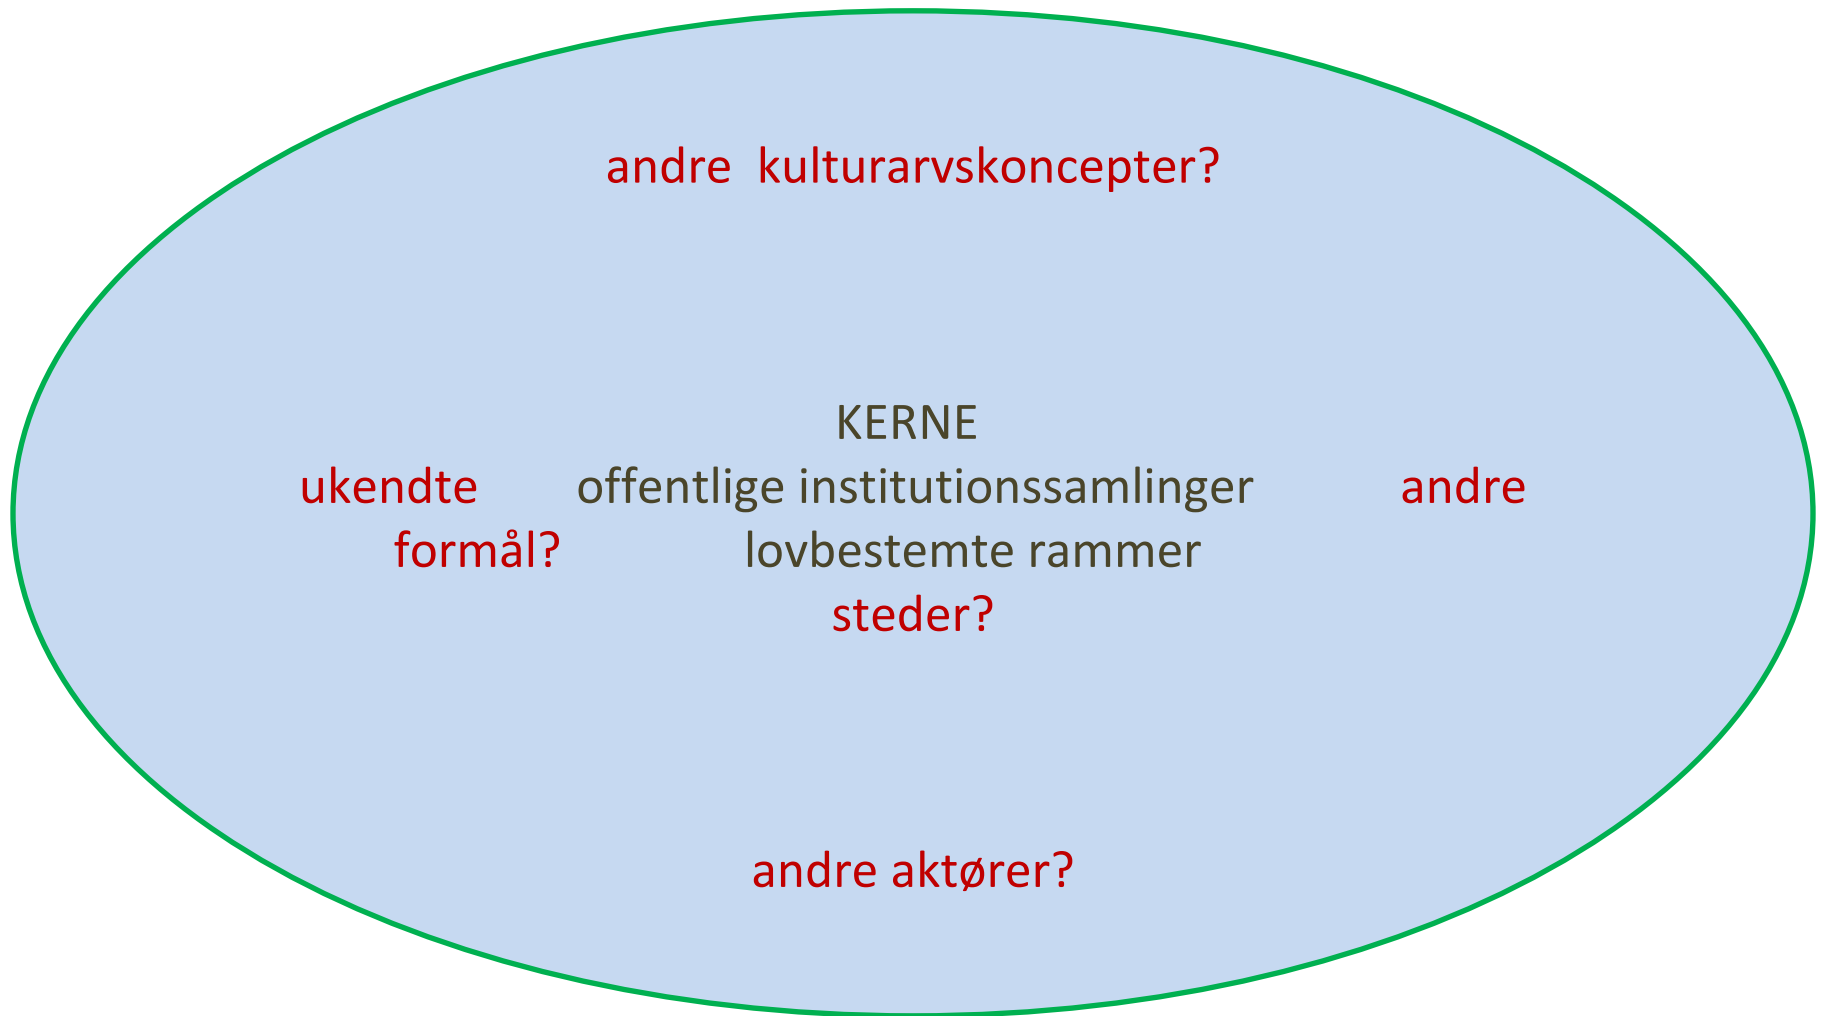 andre  kulturarvskoncepter?
KERNE
ukendte offentlige institutionssamlinger andre
formål? lovbestemte rammer
steder?
andre aktører?